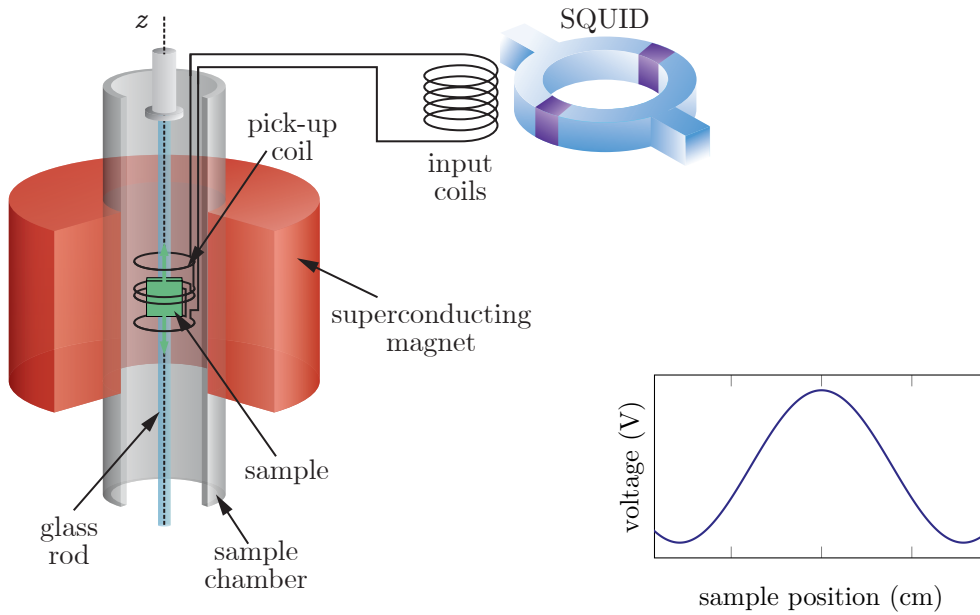 z
SQUID
pick-up
coil
input
coils
superconducting
magnet
sample
glass
rod
sample
chamber
voltage (V)
sample position (cm)